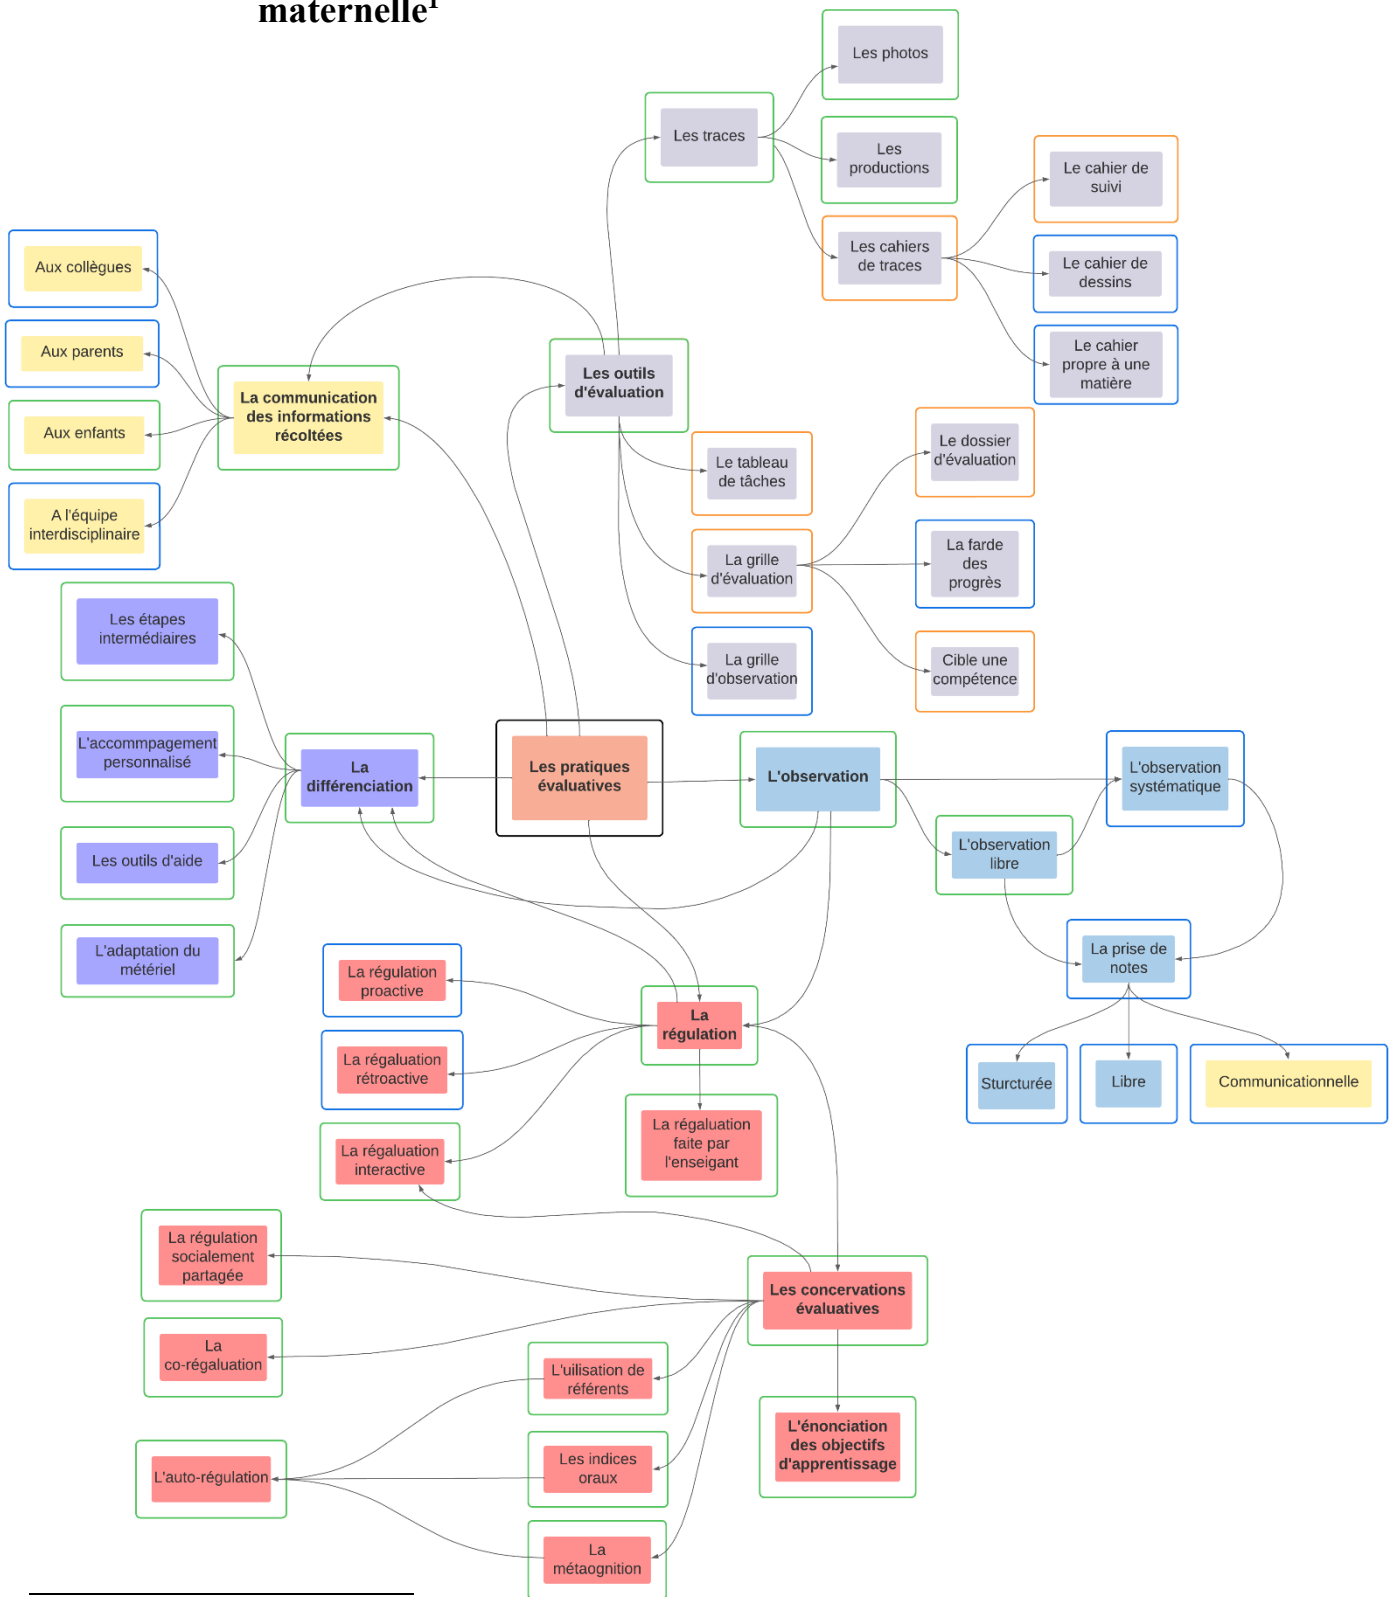 maternelle¹
Les photos
Les traces
Les
productions
Le cahier de
suivi
Les cahiers
de traces
Le cahier de
dessins
Le cahier
propre à une
matière
Aux collègues
Aux parents
Aux enfants
A l'équipe
interdisciplinaire
La communication
des informations
récoltées
Les outils
d'évaluation
Le tableau
de tâches
Le dossier
d'évaluation
La grille
d'évaluation
La farde
des
progrès
La grille
d'observation
Cible une
compétence
Les étapes
intermédiaires
L'accommpagement
personnalisé
Les outils d'aide
L'adaptation du
métériel
La
différenciation
Les pratiques
évaluatives
L'observation
L'observation
systématique
L'observation
libre
La prise de
notes
Sturcturée
Libre
Communicationnelle
La régulation
proactive
La régaluation
rétroactive
La régaluation
interactive
La
régulation
La régaluation
faite par
l'enseigant
La régulation
socialement
partagée
La
co-régaluation
Les concervations
évaluatives
L'uilisation de
référents
Les indices
oraux
La
métaognition
L'auto-régulation
L'énonciation
des objectifs
d'apprentissage